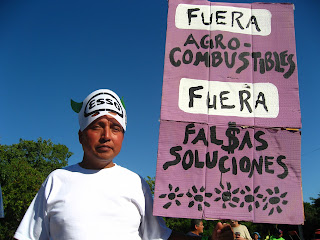 FUERA
AGRO-
COMBUSTIBLES
FUERA
FAL$AS
SOLUCIONES
ESSO